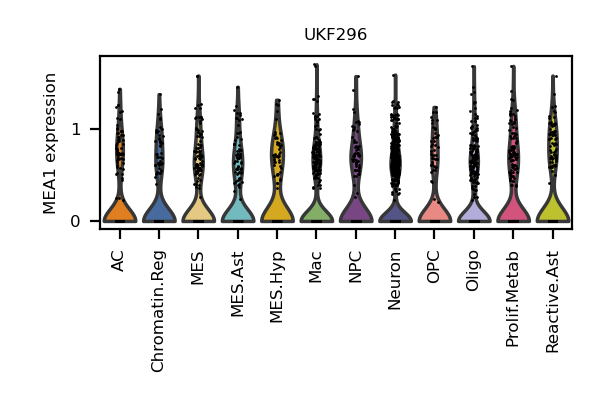 UKF296
MEA1 expression
1
0
AC
Chromatin.Reg
MES
MES.Ast
MES.Hyp
Mac
NPC
Neuron
OPC
Oligo
Prolif.Metab
Reactive.Ast